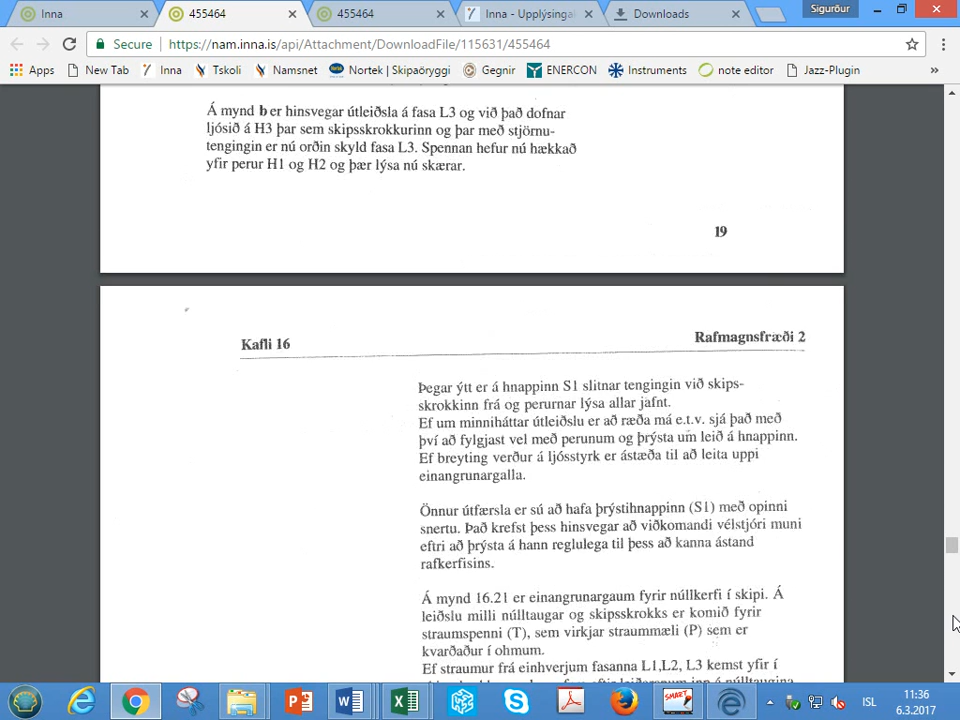 Inna
455464
455464
Inna - Upplýsinga
Downloads
Sigurður
Secure
https://nam.inna.is/api/Attachment/DownloadFile/115631/455464
Apps
New Tab
Inna
Tskoli
Namsnet
Nortek | Skipaöryggi
Gegnir
ENERCON
Instruments
note editor
Jazz-Plugin
»
Á mynd b er hinsvegar útleiðsla á fasa L3 og við það dofnar
ljósið á H3 þar sem skipsskrokkurinn og þar með stjörnu-
tengingin er nú orðin skyld fasa L3. Spennan hefur nú hækkað
yfir perur H1 og H2 og þær lýsa nú skærar.
19
Kafli 16
Rafmagnsfræði 2
Þegar ýtt er á hnappinn S1 slitnar tengingin við skips-
skrokkinn frá og perurnar lýsa allar jafnt.
Ef um minniháttar útleiðslu er að ræða má e.t.v. sjá það með
því að fylgjast vel með perunum og þrýsta um leið á hnappinn.
Ef breyting verður á ljósstyrk er ástæða til að leita uppi
einangrunargalla.
Önnur útfærsla er sú að hafa þrýstihnappinn (S1) með opinni
snertu. Það krefst þess hinsvegar að viðkomandi vélstjóri muni
eftri að þrýsta á hann reglulega til þess að kanna ástand
rafkerfisins.
Á mynd 16.21 er einangrunargaum fyrir núllkerfi í skipi. Á
leiðslu milli núlltaugar og skipsskrokks er komið fyrir
straumspenni (T), sem virkjar straummæli (P) sem er
kvarðaður í ohmum.
Ef straumur frá einhverjum fasanna L1,L2, L3 kemst yfir í
SMART
ISL
11:36
6.3.2017